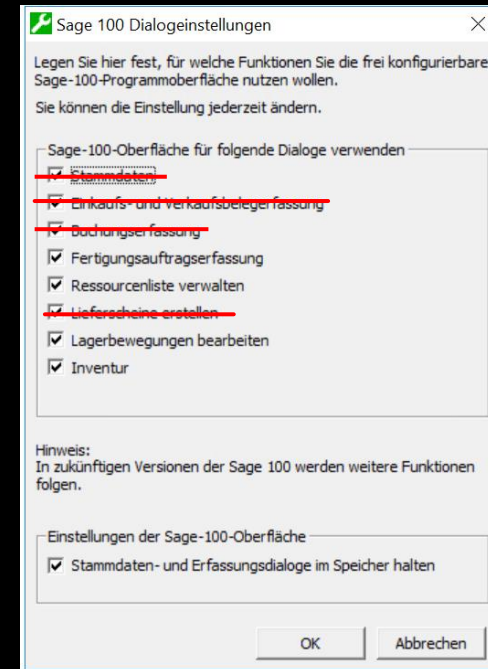 Sage 100 Dialogeinstellungen
Legen Sie hier fest, für welche Funktionen Sie die frei konfigurierbare
Sage-100-Programmoberfläche nutzen wollen.
Sie können die Einstellung jederzeit ändern.
Sage-100-Oberfläche für folgende Dialoge verwenden
Stammdaten
Einkaufs- und Verkaufsbelegerfassung
Buchungserfassung
Fertigungsauftragserfassung
Ressourcenliste verwalten
Lieferscheine erstellen
Lagerbewegungen bearbeiten
Inventur
Hinweis:
In zukünftigen Versionen der Sage 100 werden weitere Funktionen
folgen.
Einstellungen der Sage-100-Oberfläche
Stammdaten- und Erfassungsdialoge im Speicher halten
OK Abbrechen